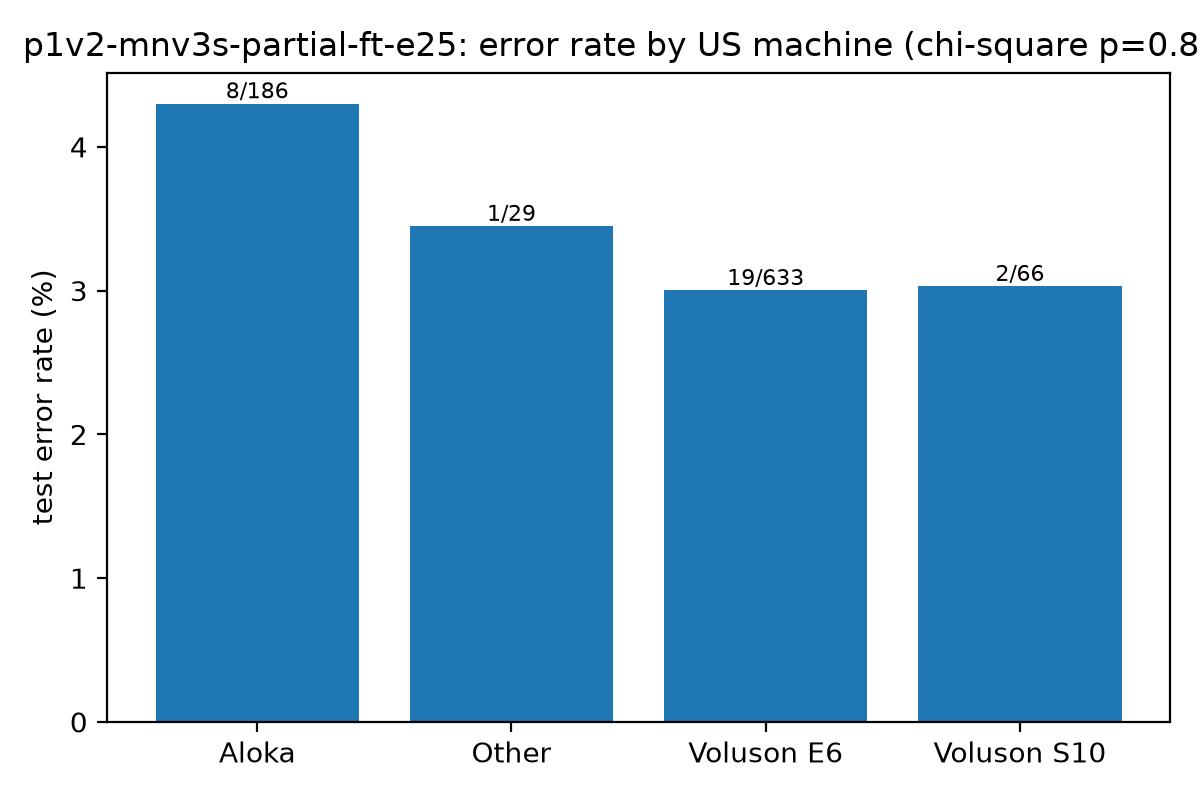 p1v2-mnv3s-partial-ft-e25: error rate by US machine (chi-square p=0.8
8/186
1/29
19/633
2/66
4
3
2
1
0
test error rate (%)
Aloka
Other
Voluson E6
Voluson S10